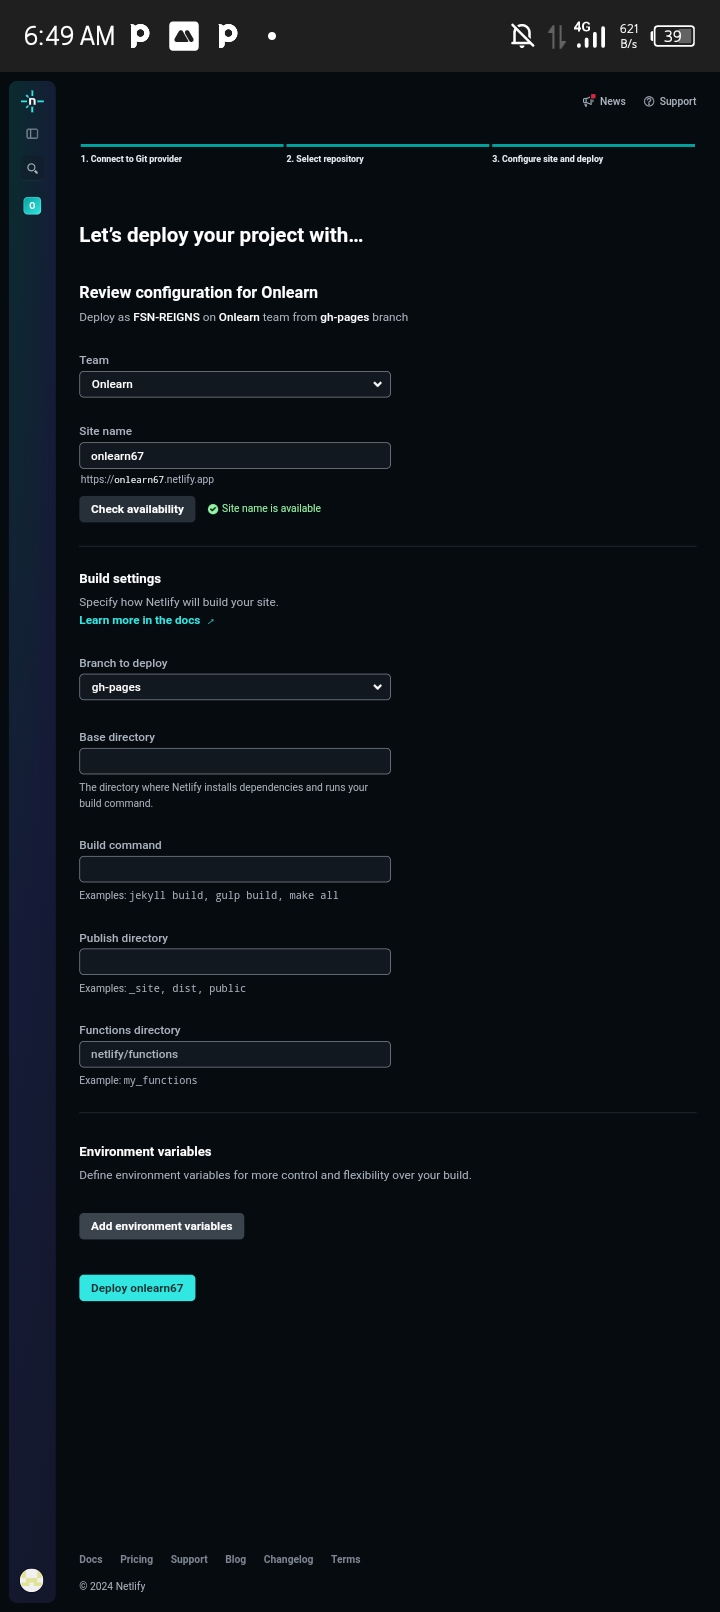 6:49 AM
4G
621
B/s
39
n
News
Support
O
1. Connect to Git provider
2. Select repository
3. Configure site and deploy
Let’s deploy your project with…
Review configuration for Onlearn
Deploy as FSN-REIGNS on Onlearn team from gh-pages branch
Team
Onlearn
Site name
onlearn67
https://onlearn67.netlify.app
Check availability
Site name is available
Build settings
Specify how Netlify will build your site.
Learn more in the docs ↗
Branch to deploy
gh-pages
Base directory
The directory where Netlify installs dependencies and runs your
build command.
Build command
Examples: jekyll build, gulp build, make all
Publish directory
Examples: _site, dist, public
Functions directory
netlify/functions
Example: my_functions
Environment variables
Define environment variables for more control and flexibility over your build.
Add environment variables
Deploy onlearn67
Docs Pricing Support Blog Changelog Terms
© 2024 Netlify